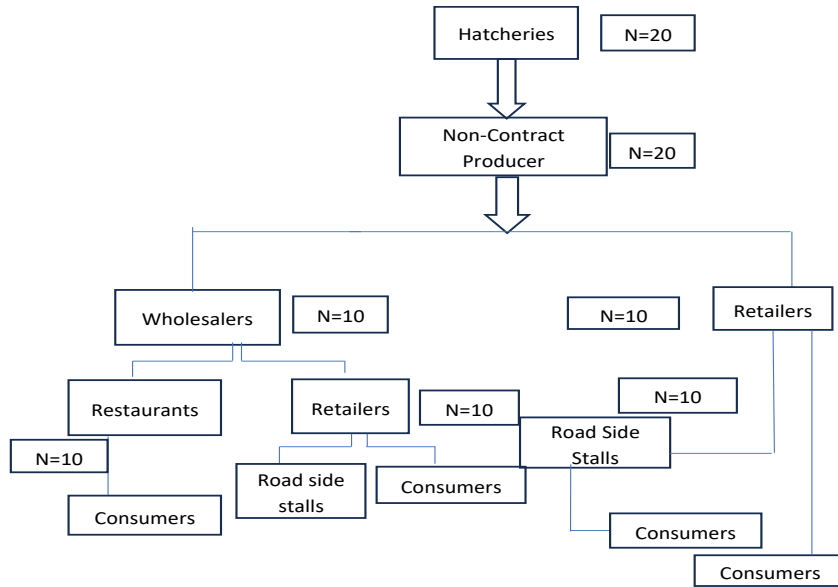 Hatcheries
N=20
Non-Contract
Producer
N=20
Wholesalers
N=10
N=10
Retailers
Restaurants
Retailers
N=10
N=10
Road Side
Stalls
N=10
Road side
stalls
Consumers
Consumers
Consumers
Consumers